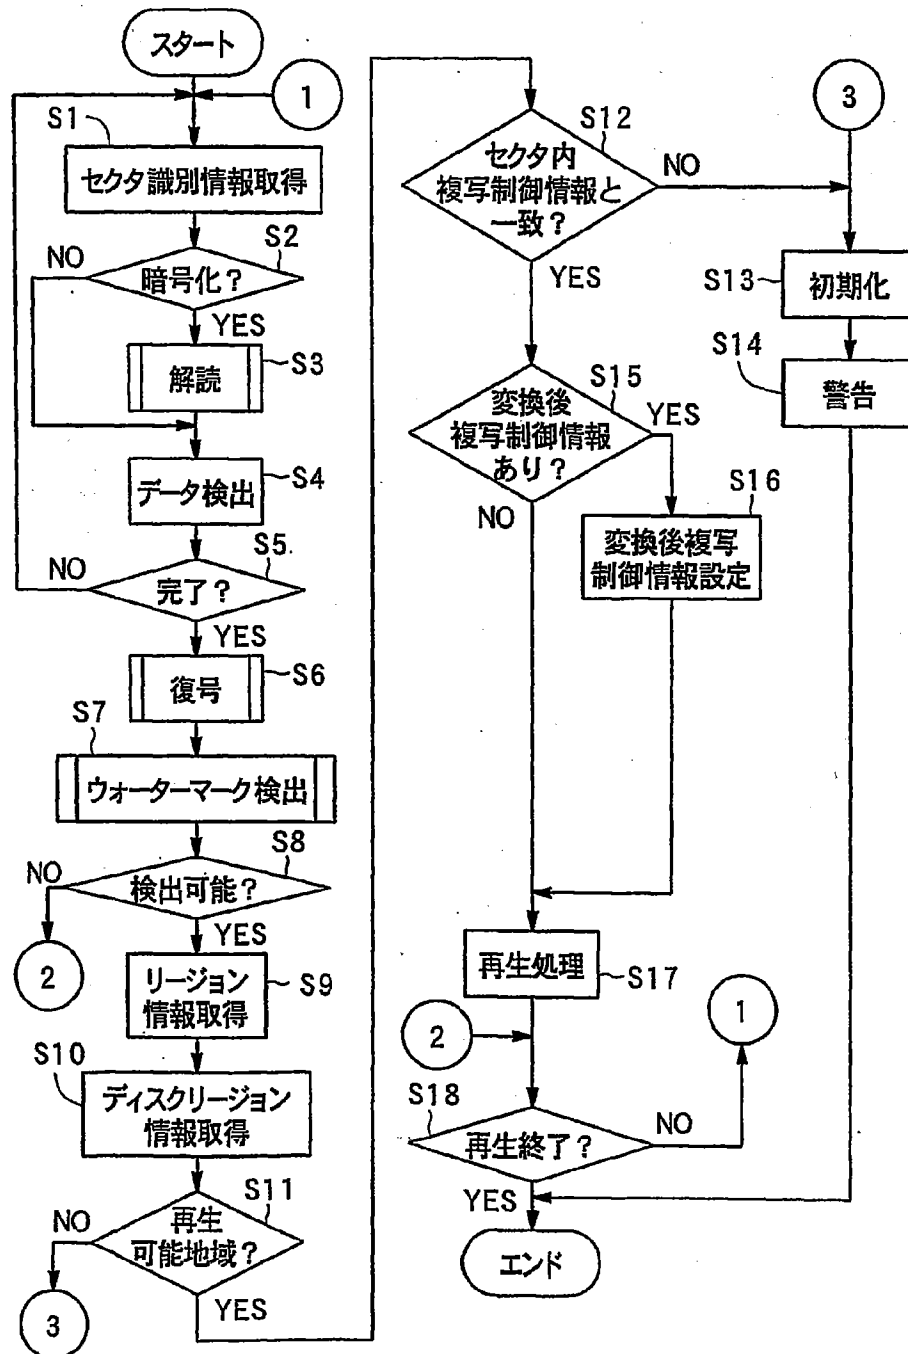 スタート
1
S1
セクタ識別情報取得
NO
S2
暗号化?
YES
解読
S3
データ検出
S4
NO
S5
完了?
YES
復号
S6
S7
ウォーターマーク検出
S8
NO
検出可能?
YES
2
リージョン
情報取得
S9
S10
ディスクリージョン
情報取得
S11
NO
再生
可能地域?
YES
3
S12
セクタ内
複写制御情報と
一致?
NO
YES
3
S13
初期化
S14
警告
S15
変換後
複写制御情報
あり?
YES
NO
S16
変換後複写
制御情報設定
再生処理
S17
2
1
S18
再生終了?
NO
YES
エンド